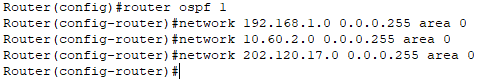 Router(config)#router ospf 1
Router(config-router)#network 192.168.1.0 0.0.0.255 area 0
Router(config-router)#network 10.60.2.0 0.0.0.255 area 0
Router(config-router)#network 202.120.17.0 0.0.0.255 area 0
Router(config-router)#